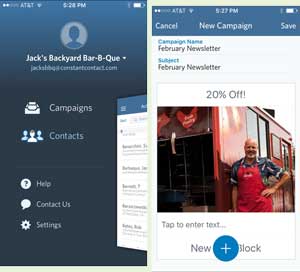 AT&T 5:28 PM
Jack's Backyard Bar-B-Que
jacksbbq@constantcontact.com
Campaigns
Contacts
Help
Contact Us
Settings
AT&T 5:27 PM
Cancel New Campaign Save
Campaign Name
February Newsletter
Subject
February Newsletter
20% Off!
Tap to enter text...
New Block